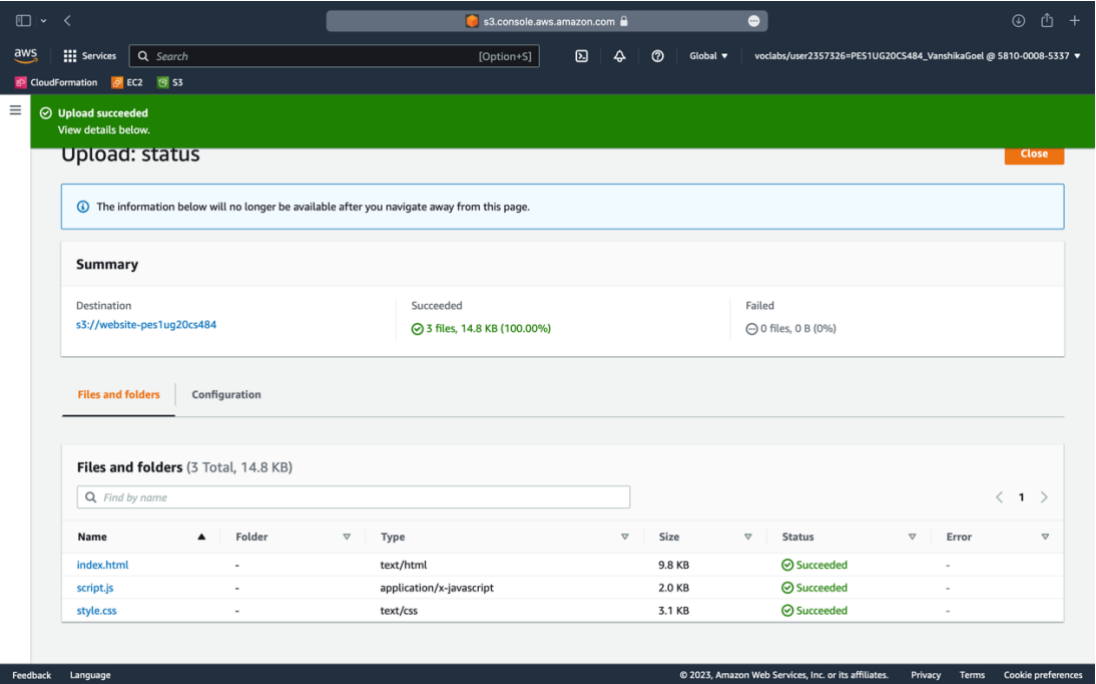 s3.console.aws.amazon.com
aws Services Search [Option+S] Global voclabs/user2357326=PES1UG20CS484_VanshikaGoel @ 5810-0008-5337
CloudFormation EC2 S3
Upload succeeded
View details below.
Upload: status Close
The information below will no longer be available after you navigate away from this page.
Summary
Destination Succeeded Failed
s3://website-pes1ug20cs484 3 files, 14.8 KB (100.00%) 0 files, 0 B (0%)
Files and folders Configuration
Files and folders (3 Total, 14.8 KB)
Find by name 1
Name Folder Type Size Status Error
index.html - text/html 9.8 KB Succeeded -
script.js - application/x-javascript 2.0 KB Succeeded -
style.css - text/css 3.1 KB Succeeded -
Feedback Language © 2023, Amazon Web Services, Inc. or its affiliates. Privacy Terms Cookie preferences